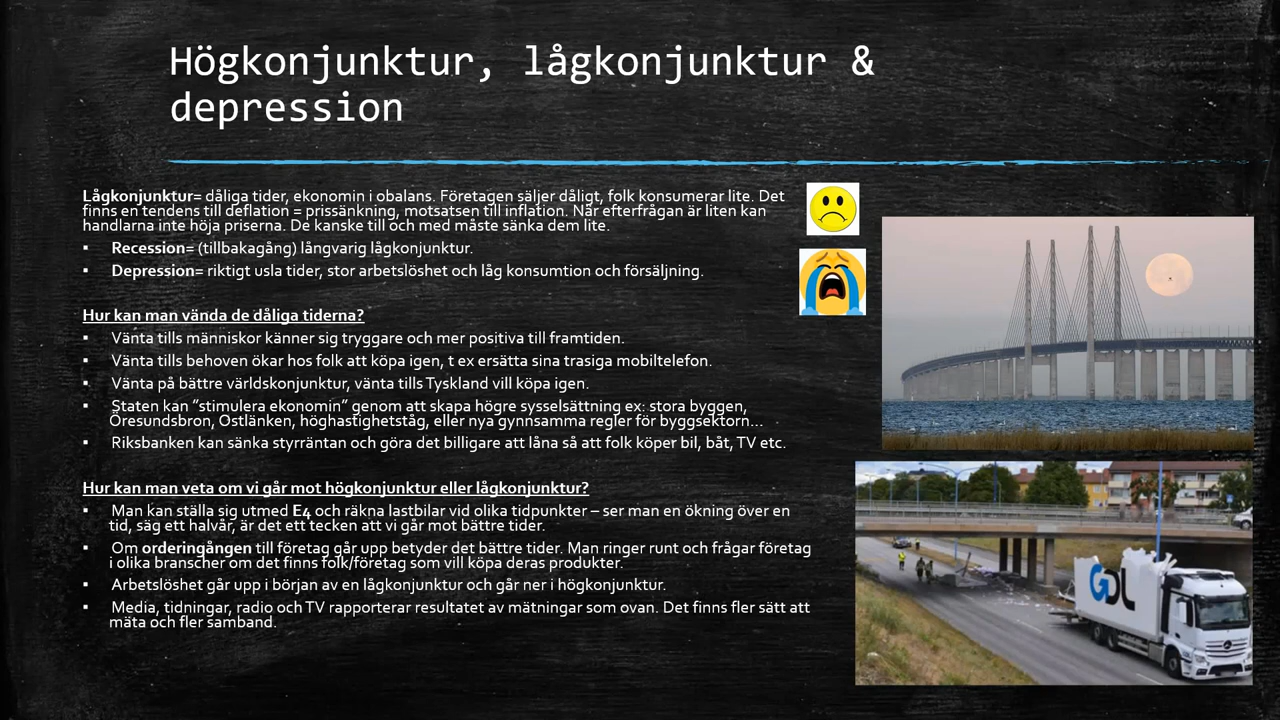 Högkonjunktur, lågkonjunktur &
depression
Lågkonjunktur= dåliga tider, ekonomin i obalans. Företagen säljer dåligt, folk konsumerar lite. Det
finns en tendens till deflation = prissänkning, motsatsen till inflation. När efterfrågan är liten kan
handlarna inte höja priserna. De kanske till och med måste sänka dem lite.
▪ Recession= (tillbakagång) långvarig lågkonjunktur.
▪ Depression= riktigt usla tider, stor arbetslöshet och låg konsumtion och försäljning.
Hur kan man vända de dåliga tiderna?
▪ Vänta tills människor känner sig tryggare och mer positiva till framtiden.
▪ Vänta tills behoven ökar hos folk att köpa igen, t ex ersätta sina trasiga mobiltelefon.
▪ Vänta på bättre världskonjunktur, vänta tills Tyskland vill köpa igen.
▪ Staten kan ”stimulera ekonomin” genom att skapa högre sysselsättning ex: stora byggen,
Öresundsbron, Ostlänken, höghastighetståg, eller nya gynnsamma regler för byggsektorn…
▪ Riksbanken kan sänka styrräntan och göra det billigare att låna så att folk köper bil, båt, TV etc.
Hur kan man veta om vi går mot högkonjunktur eller lågkonjunktur?
▪ Man kan ställa sig utmed E4 och räkna lastbilar vid olika tidpunkter – ser man en ökning över en
tid, säg ett halvår, är det ett tecken att vi går mot bättre tider.
▪ Om orderingången till företag går upp betyder det bättre tider. Man ringer runt och frågar företag
i olika branscher om det finns folk/företag som vill köpa deras produkter.
▪ Arbetslöshet går upp i början av en lågkonjunktur och går ner i högkonjunktur.
▪ Media, tidningar, radio och TV rapporterar resultatet av mätningar som ovan. Det finns fler sätt att
mäta och fler samband.
GDL